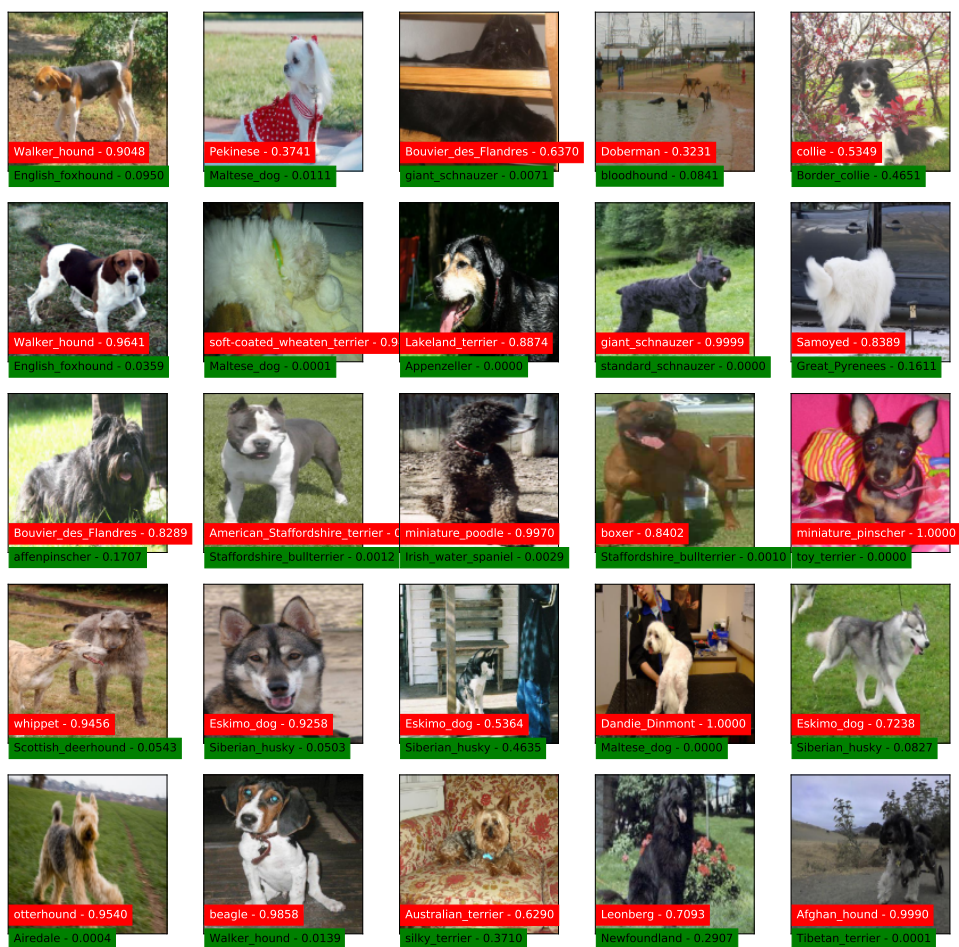 Walker_hound - 0.9048
English_foxhound - 0.0950
Pekinese - 0.3741
Maltese_dog - 0.0111
Bouvier_des_Flandres - 0.6370
giant_schnauzer - 0.0071
Doberman - 0.3231
bloodhound - 0.0841
collie - 0.5349
Border_collie - 0.4651
Walker_hound - 0.9641
English_foxhound - 0.0359
soft-coated_wheaten_terrier - 0.9
Maltese_dog - 0.0001
Lakeland_terrier - 0.8874
Appenzeller - 0.0000
giant_schnauzer - 0.9999
standard_schnauzer - 0.0000
Samoyed - 0.8389
Great_Pyrenees - 0.1611
Bouvier_des_Flandres - 0.8289
affenpinscher - 0.1707
American_Staffordshire_terrier - 0
Staffordshire_bullterrier - 0.0012
miniature_poodle - 0.9970
Irish_water_spaniel - 0.0029
boxer - 0.8402
Staffordshire_bullterrier - 0.0010
miniature_pinscher - 1.0000
toy_terrier - 0.0000
whippet - 0.9456
Scottish_deerhound - 0.0543
Eskimo_dog - 0.9258
Siberian_husky - 0.0503
Eskimo_dog - 0.5364
Siberian_husky - 0.4635
Dandie_Dinmont - 1.0000
Maltese_dog - 0.0000
Eskimo_dog - 0.7238
Siberian_husky - 0.0827
otterhound - 0.9540
Airedale - 0.0004
beagle - 0.9858
Walker_hound - 0.0139
Australian_terrier - 0.6290
silky_terrier - 0.3710
Leonberg - 0.7093
Newfoundland - 0.2907
Afghan_hound - 0.9990
Tibetan_terrier - 0.0001